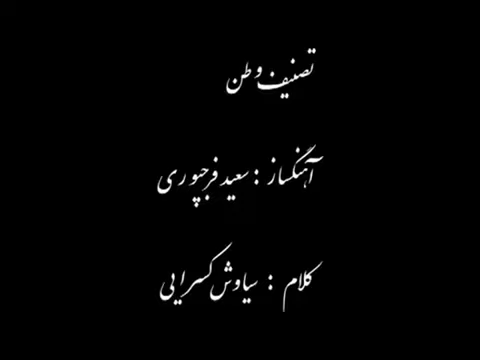 تصنیف وطن
آهنگساز : سعید فرجپوری
کلام : سیاوش کسرایی